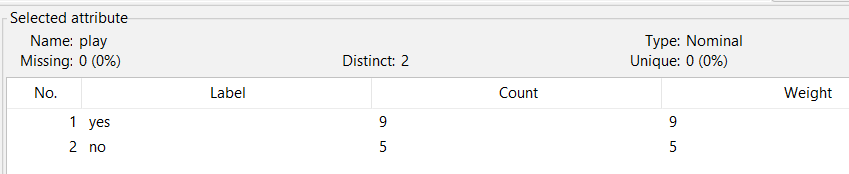 Selected attribute
Name: play Type: Nominal
Missing: 0 (0%) Distinct: 2 Unique: 0 (0%)
No. Label Count Weight
1 yes 9 9
2 no 5 5